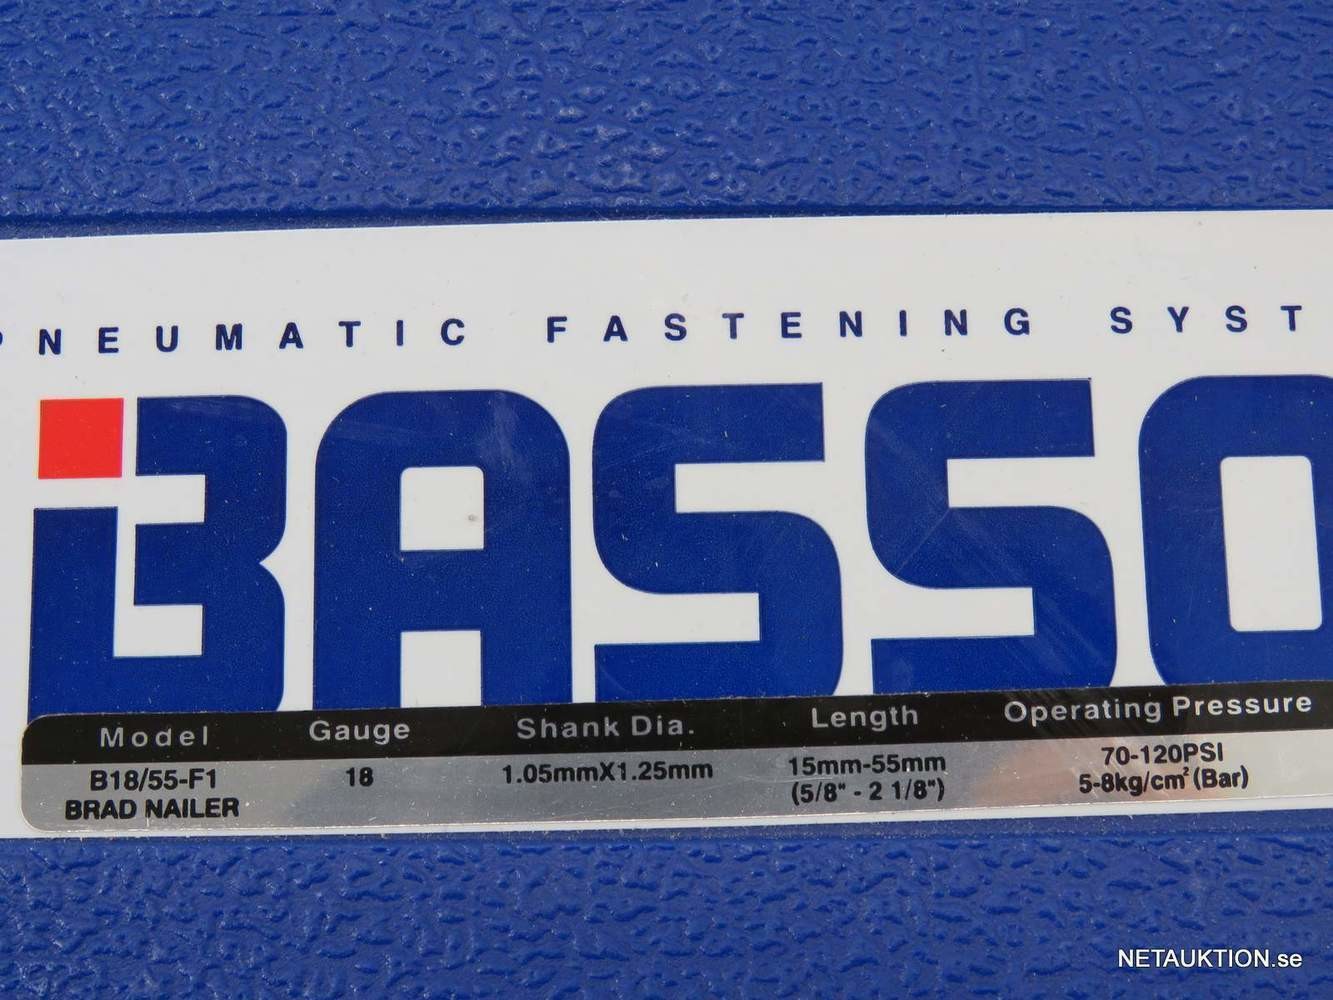 PNEUMATIC FASTENING SYST
BASSO
Model Gauge Shank Dia. Length Operating Pressure
B18/55-F1 18 1.05mmX1.25mm 15mm-55mm 70-120PSI
BRAD NAILER (5/8" - 2 1/8") 5-8kg/cm² (Bar)
NETAUKTION.se